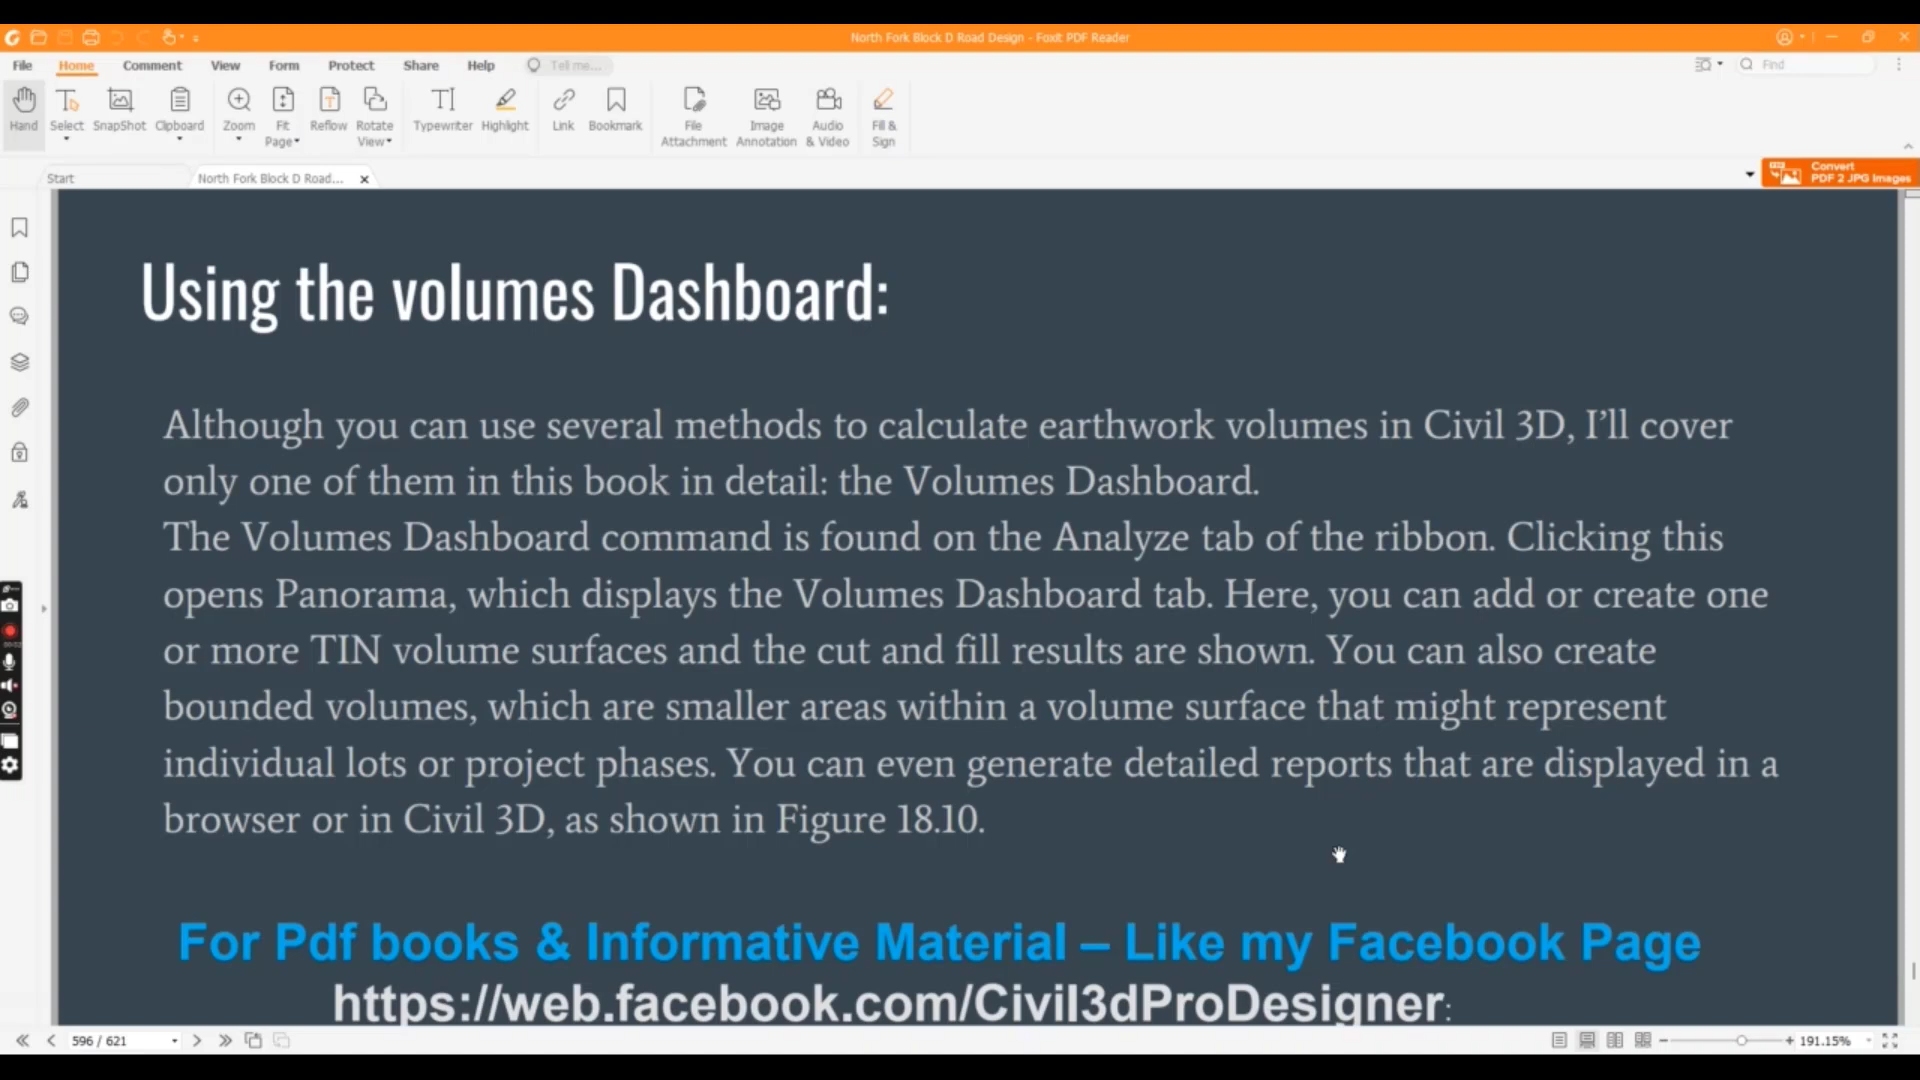 North Fork Block D Road Design - Foxit PDF Reader
File Home Comment View Form Protect Share Help Tell me... Find
Hand Select SnapShot Clipboard Zoom Fit Page Reflow Rotate View Typewriter Highlight Link Bookmark File Attachment Image Annotation Audio & Video Fill & Sign
Start North Fork Block D Road... Convert
PDF 2 JPG Images
Using the volumes Dashboard:
Although you can use several methods to calculate earthwork volumes in Civil 3D, I’ll cover
only one of them in this book in detail: the Volumes Dashboard.
The Volumes Dashboard command is found on the Analyze tab of the ribbon. Clicking this
opens Panorama, which displays the Volumes Dashboard tab. Here, you can add or create one
or more TIN volume surfaces and the cut and fill results are shown. You can also create
bounded volumes, which are smaller areas within a volume surface that might represent
individual lots or project phases. You can even generate detailed reports that are displayed in a
browser or in Civil 3D, as shown in Figure 18.10.
For Pdf books & Informative Material – Like my Facebook Page
https://web.facebook.com/Civil3dProDesigner:
596 / 621 191.15%